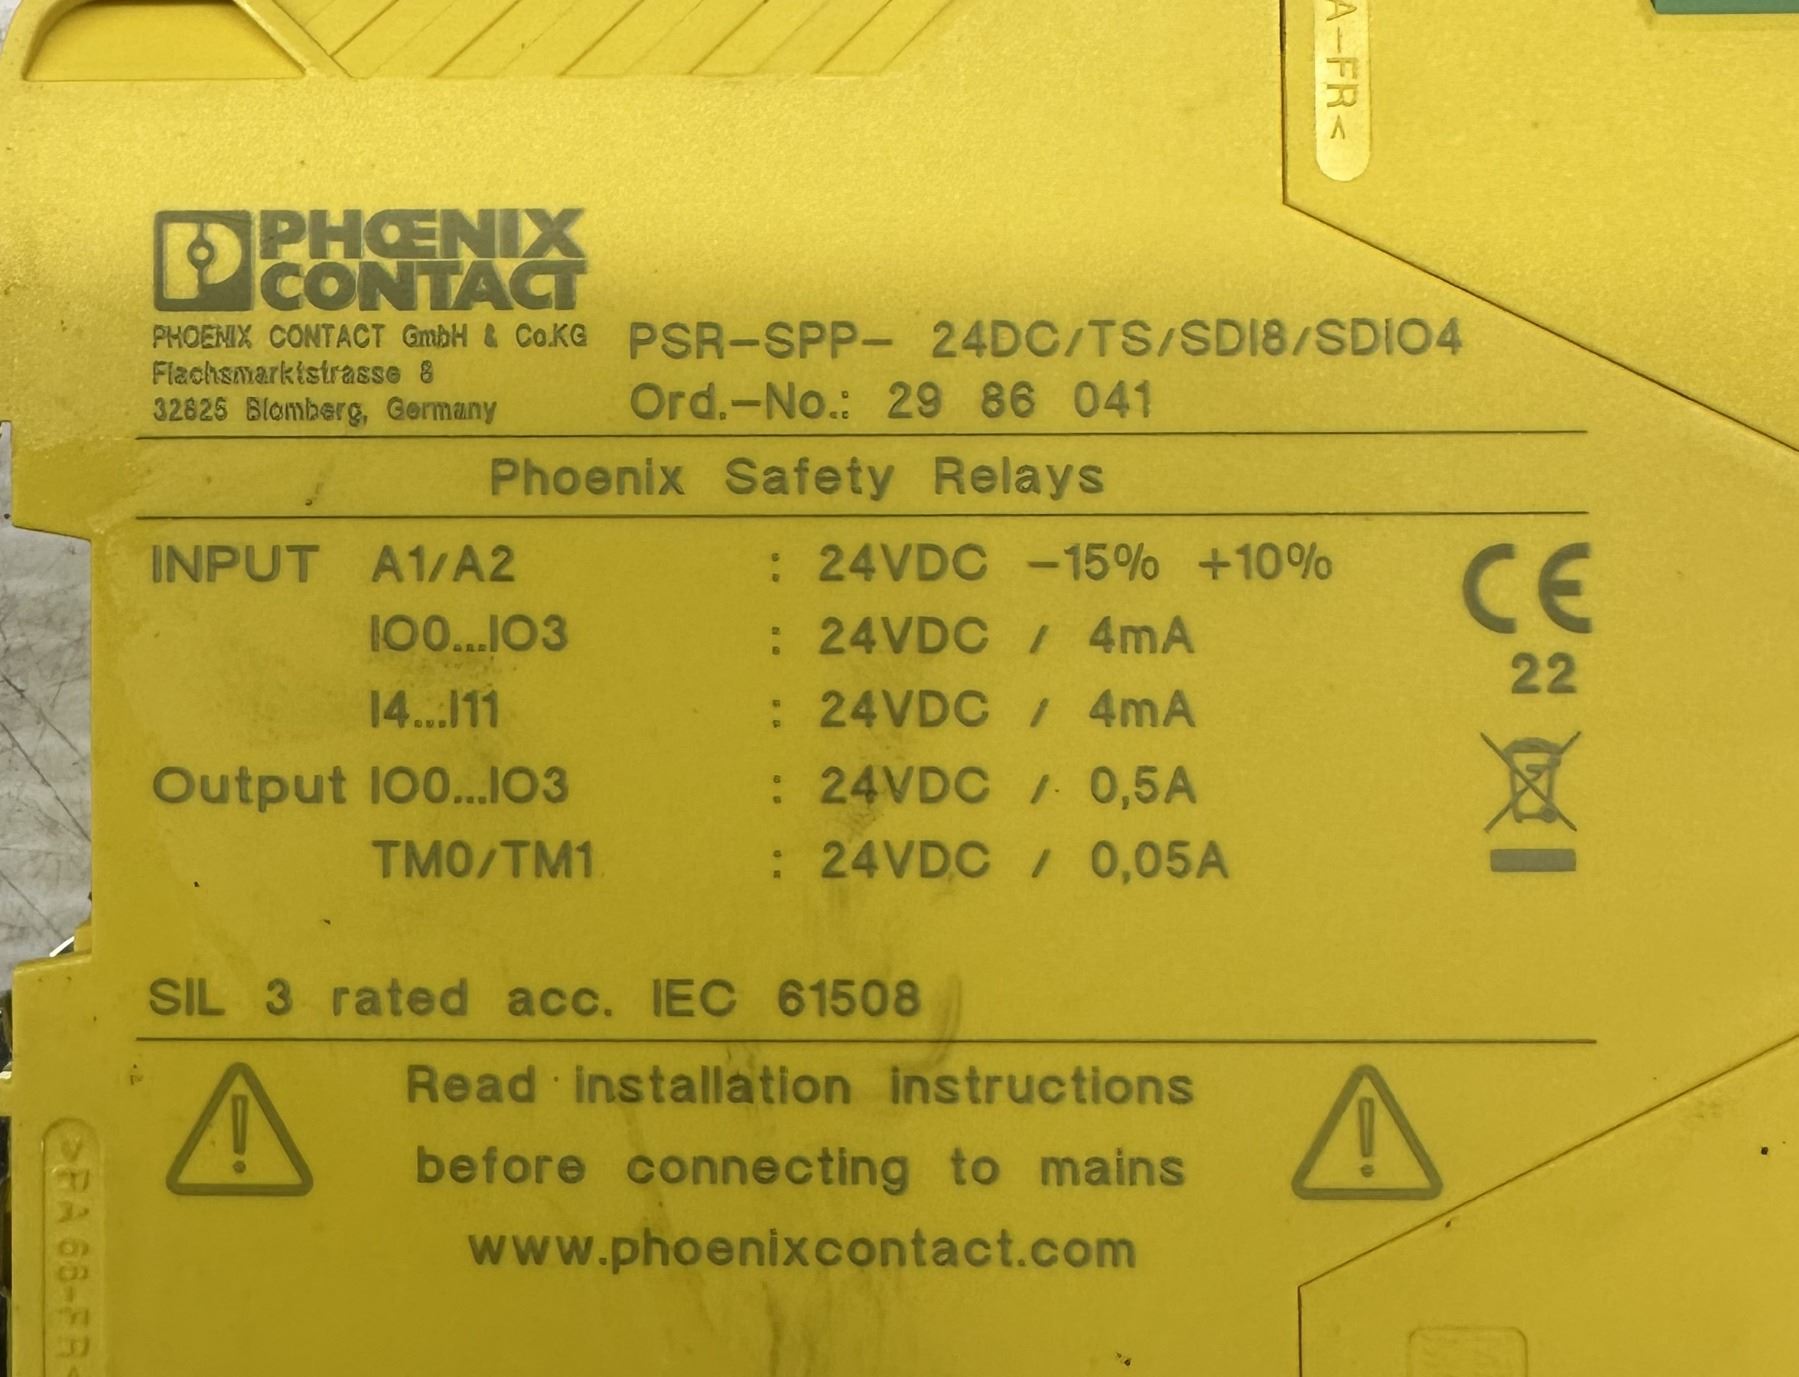 A-FR<
PHOENIX
CONTACT
PHOENIX CONTACT GmbH & Co.KG
Flachsmarktstrasse 8
32825 Blomberg, Germany
PSR-SPP- 24DC/TS/SDI8/SDIO4
Ord.-No.: 29 86 041
Phoenix Safety Relays
INPUT A1/A2 : 24VDC -15% +10%
IO0...IO3 : 24VDC / 4mA
I4...I11 : 24VDC / 4mA
Output IO0...IO3 : 24VDC / 0,5A
TM0/TM1 : 24VDC / 0,05A
CE
22
SIL 3 rated acc. IEC 61508
Read installation instructions
before connecting to mains
www.phoenixcontact.com
>PA66-FR<